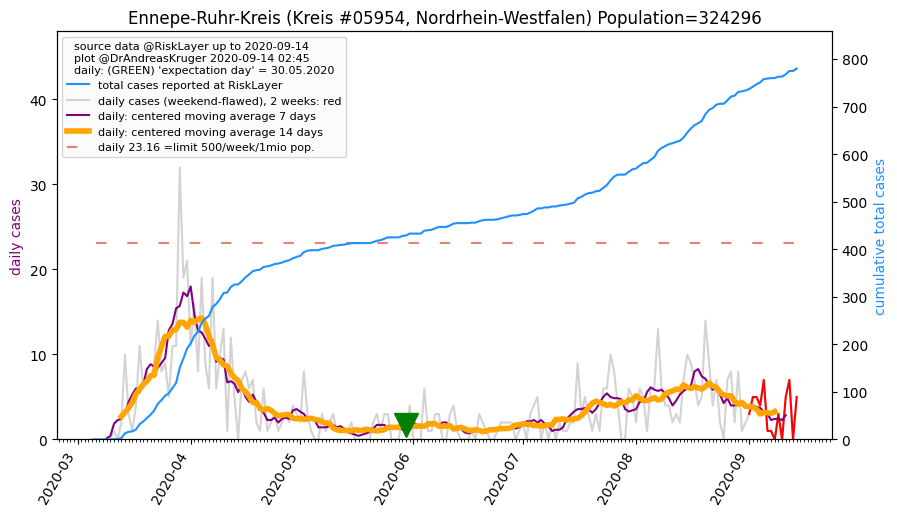 Ennepe-Ruhr-Kreis (Kreis #05954, Nordrhein-Westfalen) Population=324296
source data @RiskLayer up to 2020-09-14
plot @DrAndreasKruger 2020-09-14 02:45
daily: (GREEN) 'expectation day' = 30.05.2020
total cases reported at RiskLayer
daily cases (weekend-flawed), 2 weeks: red
daily: centered moving average 7 days
daily: centered moving average 14 days
daily 23.16 =limit 500/week/1mio pop.
daily cases
40
30
20
10
0
cumulative total cases
800
700
600
500
400
300
200
100
0
2020-03
2020-04
2020-05
2020-06
2020-07
2020-08
2020-09